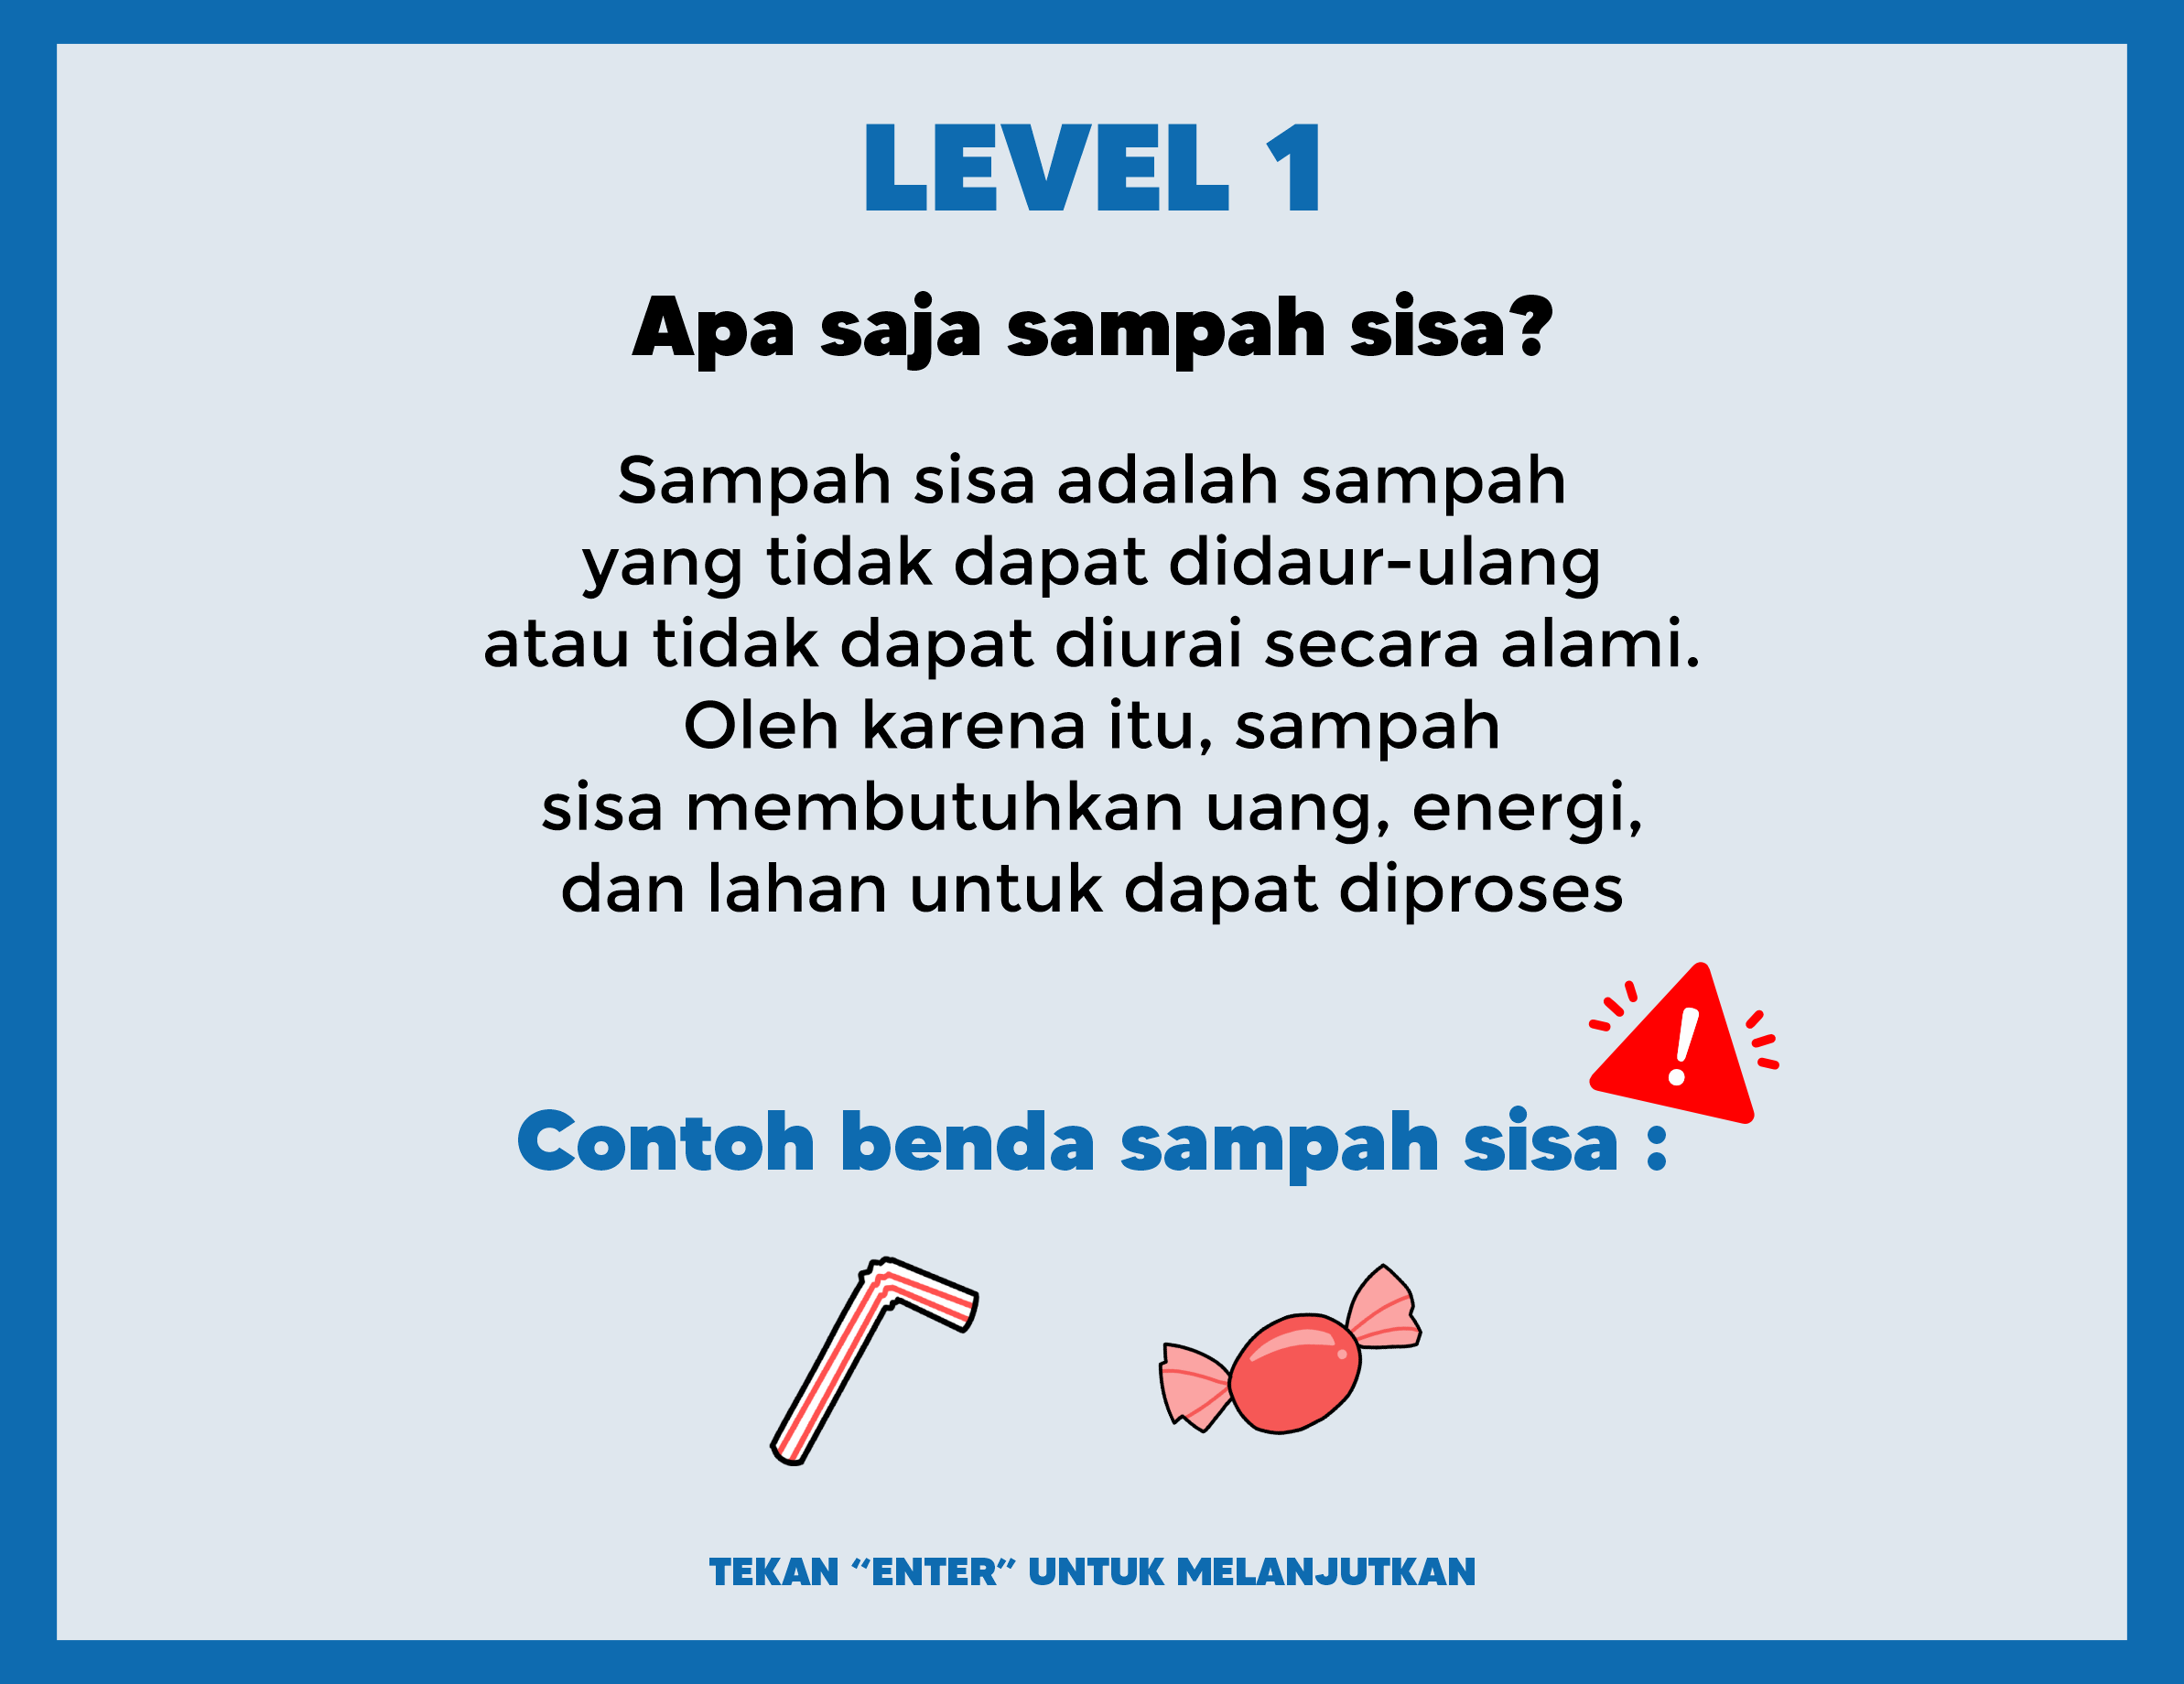 LEVEL 1
Apa saja sampah sisa?
Sampah sisa adalah sampah
yang tidak dapat didaur-ulang
atau tidak dapat diurai secara alami.
Oleh karena itu, sampah
sisa membutuhkan uang, energi,
dan lahan untuk dapat diproses
!
Contoh benda sampah sisa :
TEKAN "ENTER" UNTUK MELANJUTKAN